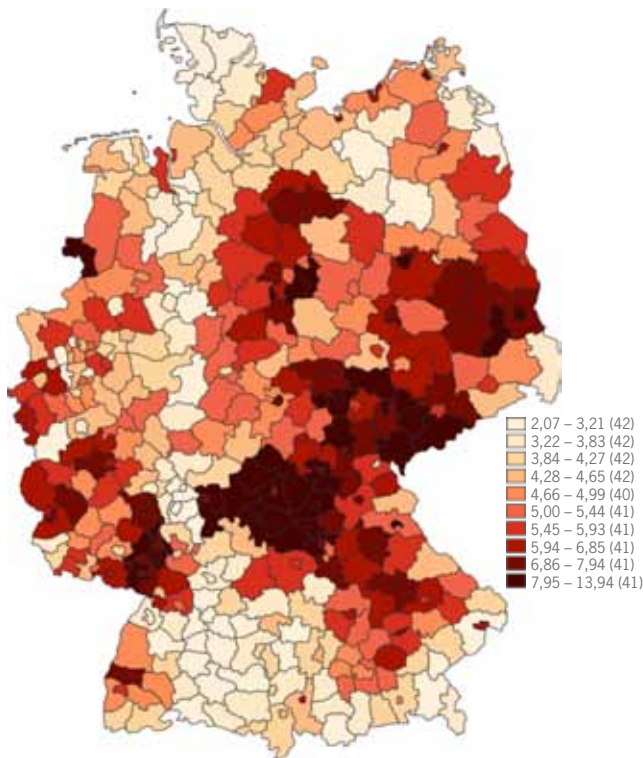 2,07 – 3,21 (42)
3,22 – 3,83 (42)
3,84 – 4,27 (42)
4,28 – 4,65 (42)
4,66 – 4,99 (40)
5,00 – 5,44 (41)
5,45 – 5,93 (41)
5,94 – 6,85 (41)
6,86 – 7,94 (41)
7,95 – 13,94 (41)